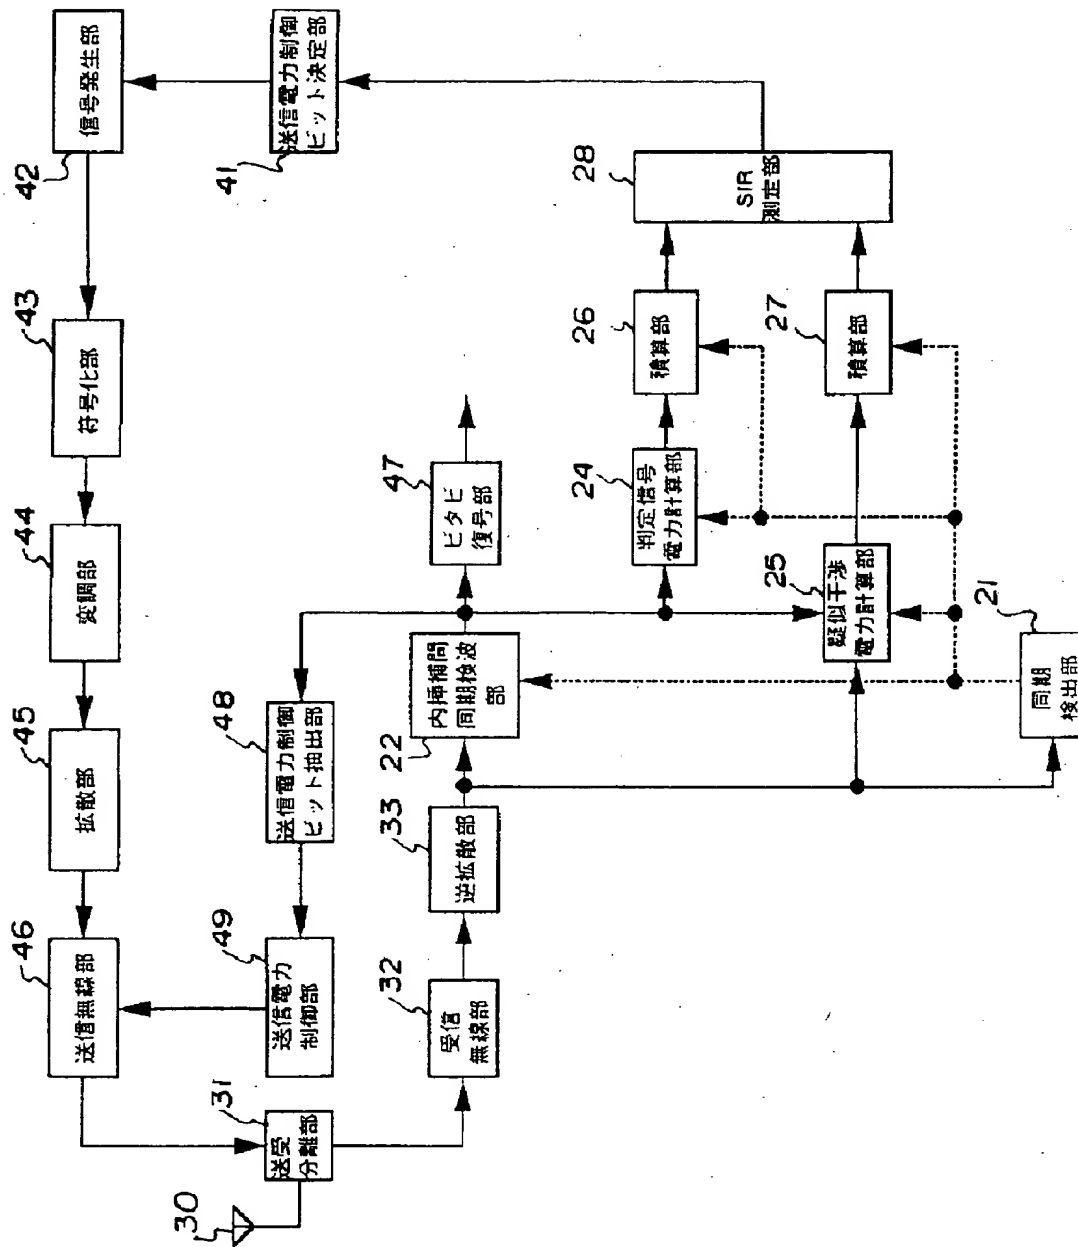 30
31
送受
分離部
46
送信無線部
45
拡散部
44
変調部
43
符号化部
42
信号発生部
49
送信電力
制御部
48
送信電力制御
ビット抽出部
41
送信電力制御
ビット決定部
32
受信
無線部
33
逆拡散部
22
内挿補間
同期検波
部
47
ビタビ
復号部
24
判定信号
電力計算部
26
積算部
28
SIR
測定部
25
疑似干渉
電力計算部
27
積算部
21
同期
検出部